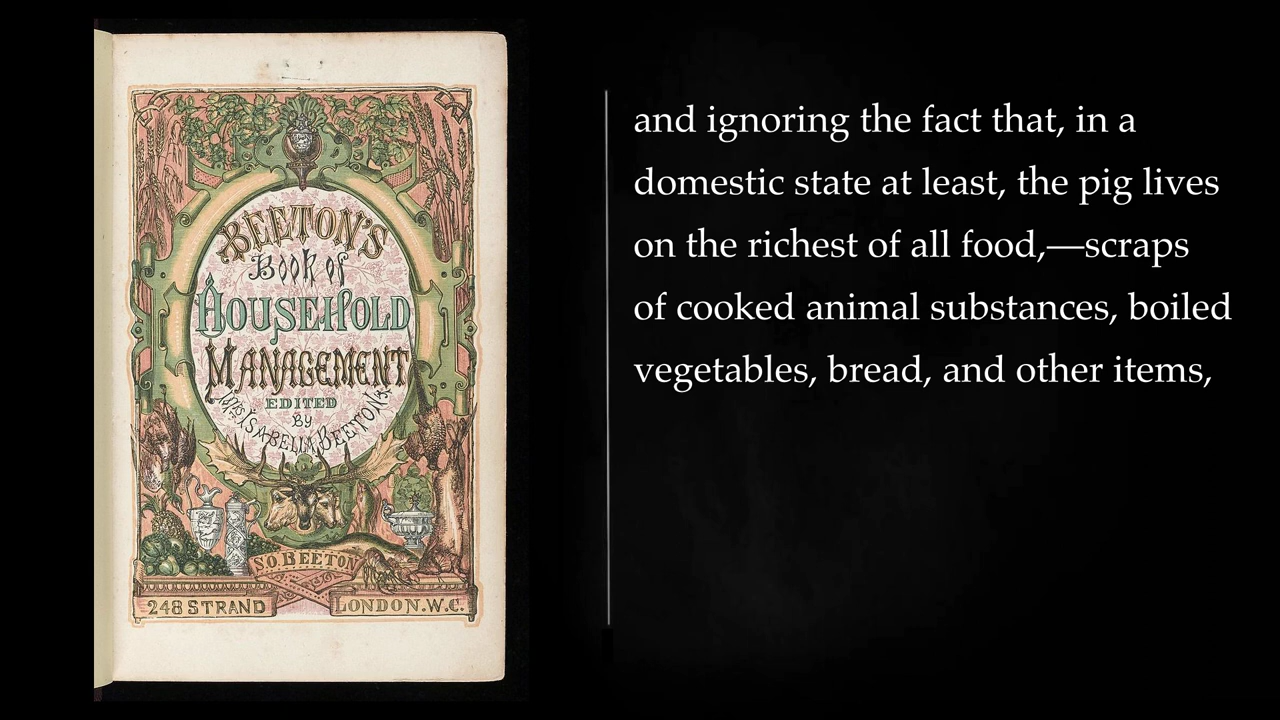 BEETON'S
Book of
HOUSEHOLD
MANAGEMENT
EDITED
BY
MRS ISABELLA BEETON.
S.O. BEETON
248 STRAND
LONDON. W.C.
and ignoring the fact that, in a
domestic state at least, the pig lives
on the richest of all food,—scraps
of cooked animal substances, boiled
vegetables, bread, and other items,